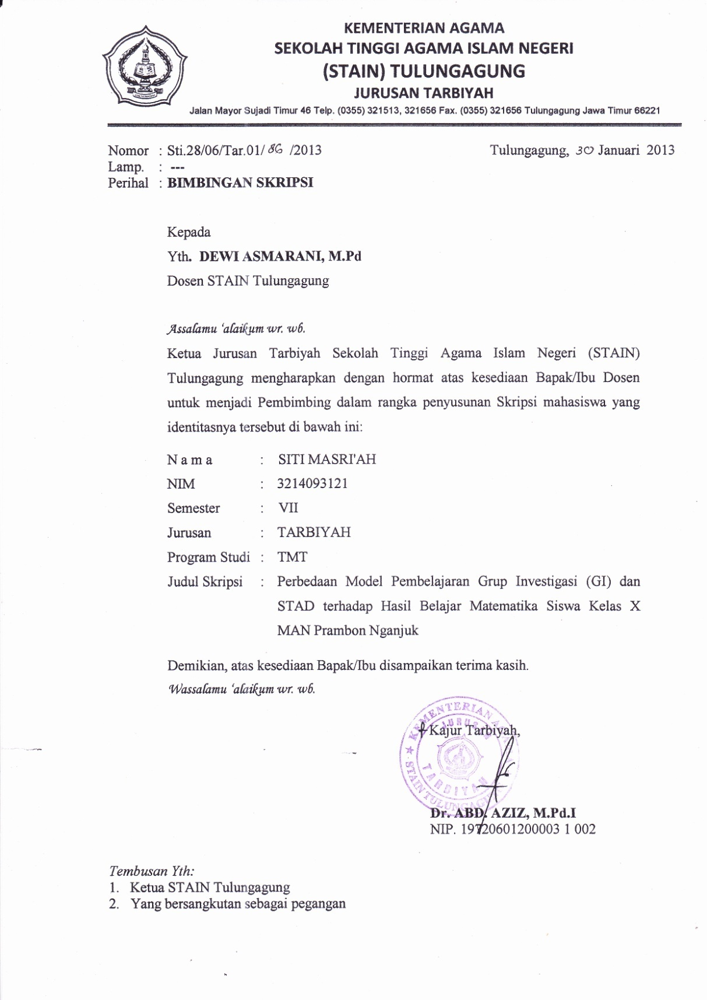 KEMENTERIAN AGAMA
SEKOLAH TINGGI AGAMA ISLAM NEGERI
(STAIN) TULUNGAGUNG
JURUSAN TARBIYAH
Jalan Mayor Sujadi Timur 46 Telp. (0355) 321513, 321656 Fax. (0355) 321656 Tulungagung Jawa Timur 66221
Nomor : Sti.28/06/Tar.01/ 86 /2013
Tulungagung, 30 Januari 2013
Lamp. : ---
Perihal : BIMBINGAN SKRIPSI
Kepada
Yth. DEWI ASMARANI, M.Pd
Dosen STAIN Tulungagung
Assalamu 'alaikum wr. wb.
Ketua Jurusan Tarbiyah Sekolah Tinggi Agama Islam Negeri (STAIN)
Tulungagung mengharapkan dengan hormat atas kesediaan Bapak/Ibu Dosen
untuk menjadi Pembimbing dalam rangka penyusunan Skripsi mahasiswa yang
identitasnya tersebut di bawah ini:
N a m a : SITI MASRI'AH
NIM : 3214093121
Semester : VII
Jurusan : TARBIYAH
Program Studi : TMT
Judul Skripsi : Perbedaan Model Pembelajaran Grup Investigasi (GI) dan
STAD terhadap Hasil Belajar Matematika Siswa Kelas X
MAN Prambon Nganjuk
Demikian, atas kesediaan Bapak/Ibu disampaikan terima kasih.
Wassalamu 'alaikum wr. wb.
Kajur Tarbiyah,
KEMENTERIAN
JURUSAN
TARBIYAH
STAIN TULUNGAGUNG
Dr. ABD. AZIZ, M.Pd.I
NIP. 19720601200003 1 002
Tembusan Yth:
1. Ketua STAIN Tulungagung
2. Yang bersangkutan sebagai pegangan